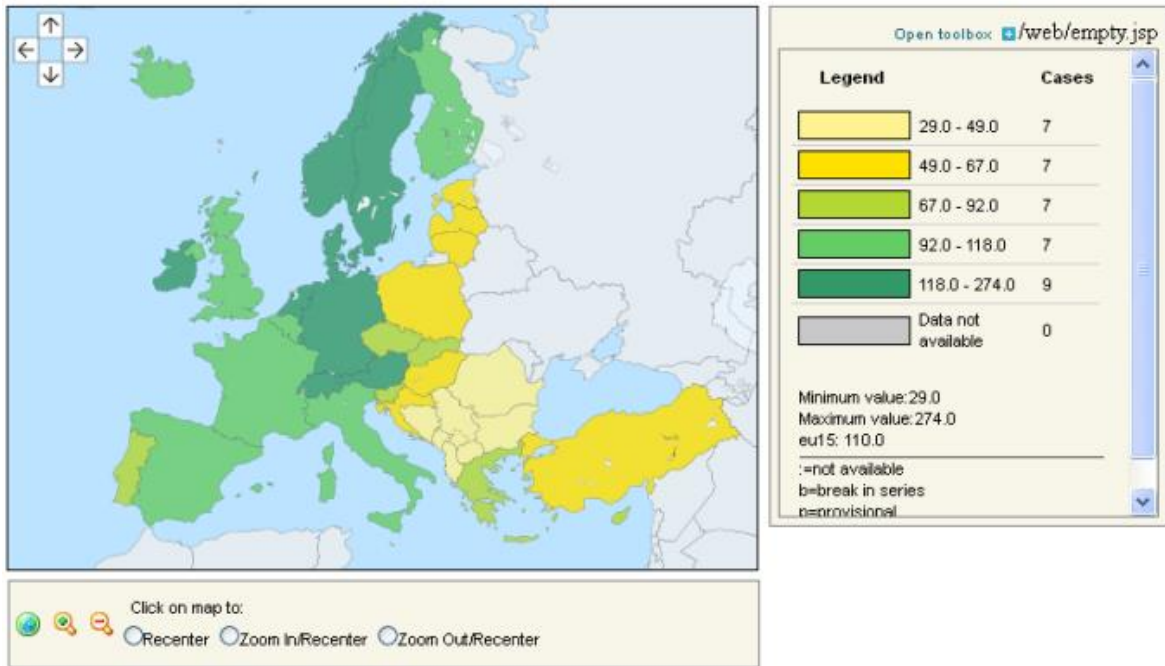 Open toolbox /web/empty.jsp
Legend Cases
29.0 - 49.0 7
49.0 - 67.0 7
67.0 - 92.0 7
92.0 - 118.0 7
118.0 - 274.0 9
Data not
available 0
Minimum value:29.0
Maximum value:274.0
eu15: 110.0
:=not available
b=break in series
p=provisional
Click on map to:
Recenter Zoom In/Recenter Zoom Out/Recenter